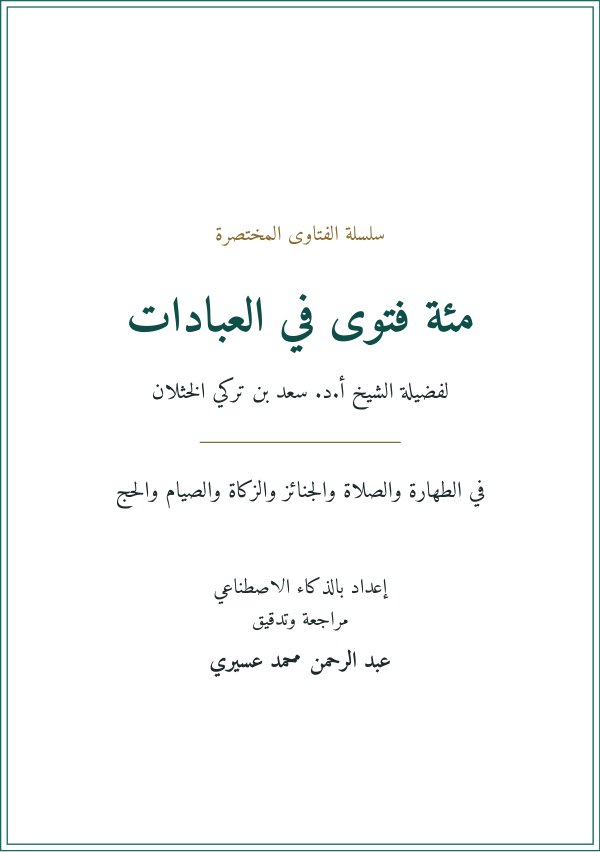 سلسلة الفتاوى المختصرة
مئة فتوى في العبادات
لفضيلة الشيخ أ.د. سعد بن تركي الخثلان
في الطهارة والصلاة والجنائز والزكاة والصيام والحج
إعداد بالذكاء الاصطناعي
مراجعة وتدقيق
عبد الرحمن محمد عسيري